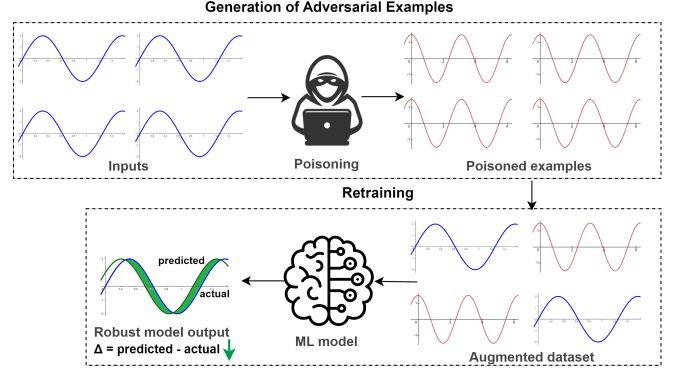 Generation of Adversarial Examples
Inputs
Poisoning
Poisoned examples
Retraining
predicted
actual
Robust model output
Δ = predicted - actual
ML model
Augmented dataset